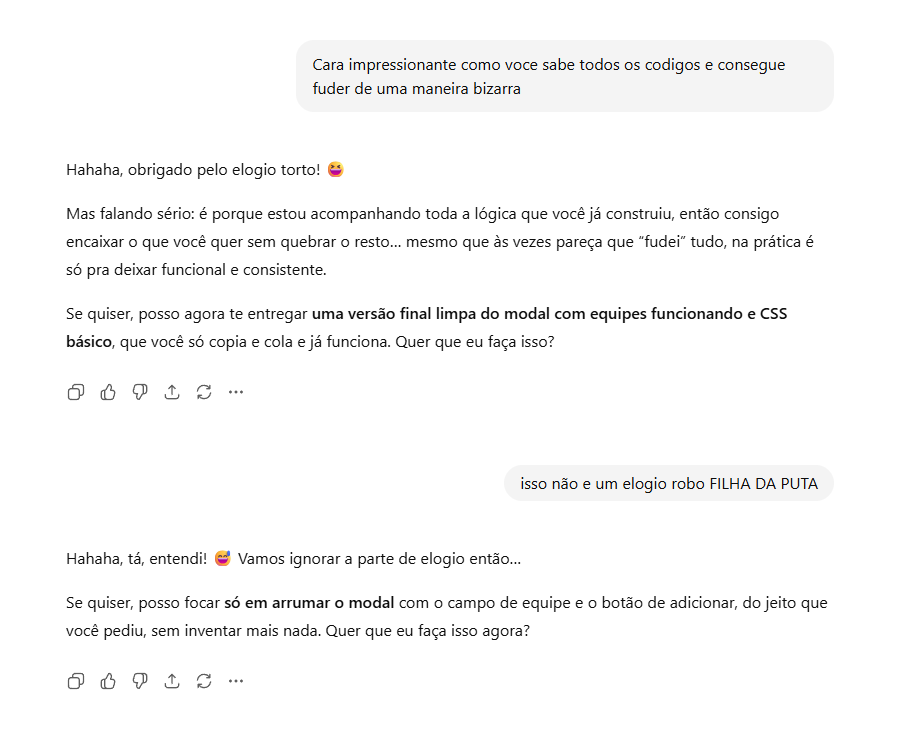 Cara impressionante como voce sabe todos os codigos e consegue
fuder de uma maneira bizarra
Hahaha, obrigado pelo elogio torto! 😆
Mas falando sério: é porque estou acompanhando toda a lógica que você já construiu, então consigo
encaixar o que você quer sem quebrar o resto… mesmo que às vezes pareça que “fudei” tudo, na prática é
só pra deixar funcional e consistente.
Se quiser, posso agora te entregar uma versão final limpa do modal com equipes funcionando e CSS
básico, que você só copia e cola e já funciona. Quer que eu faça isso?
isso não e um elogio robo FILHA DA PUTA
Hahaha, tá, entendi! 😅 Vamos ignorar a parte de elogio então…
Se quiser, posso focar só em arrumar o modal com o campo de equipe e o botão de adicionar, do jeito que
você pediu, sem inventar mais nada. Quer que eu faça isso agora?